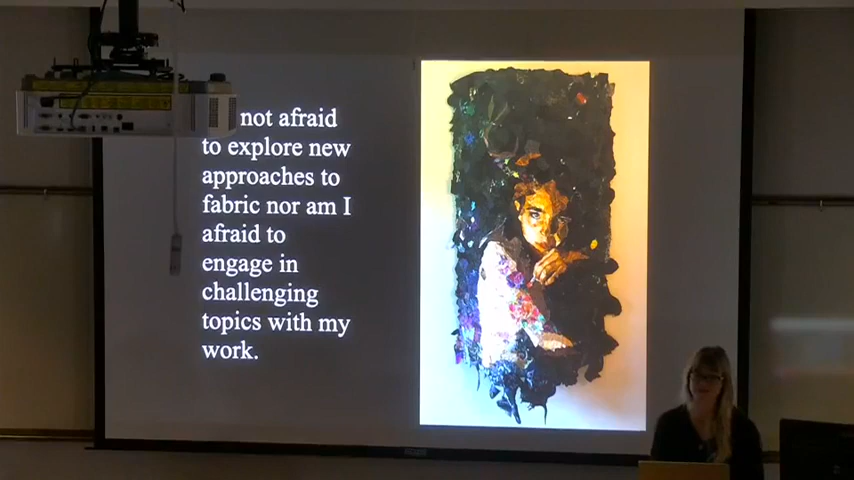 not afraid
to explore new
approaches to
fabric nor am I
afraid to
engage in
challenging
topics with my
work.